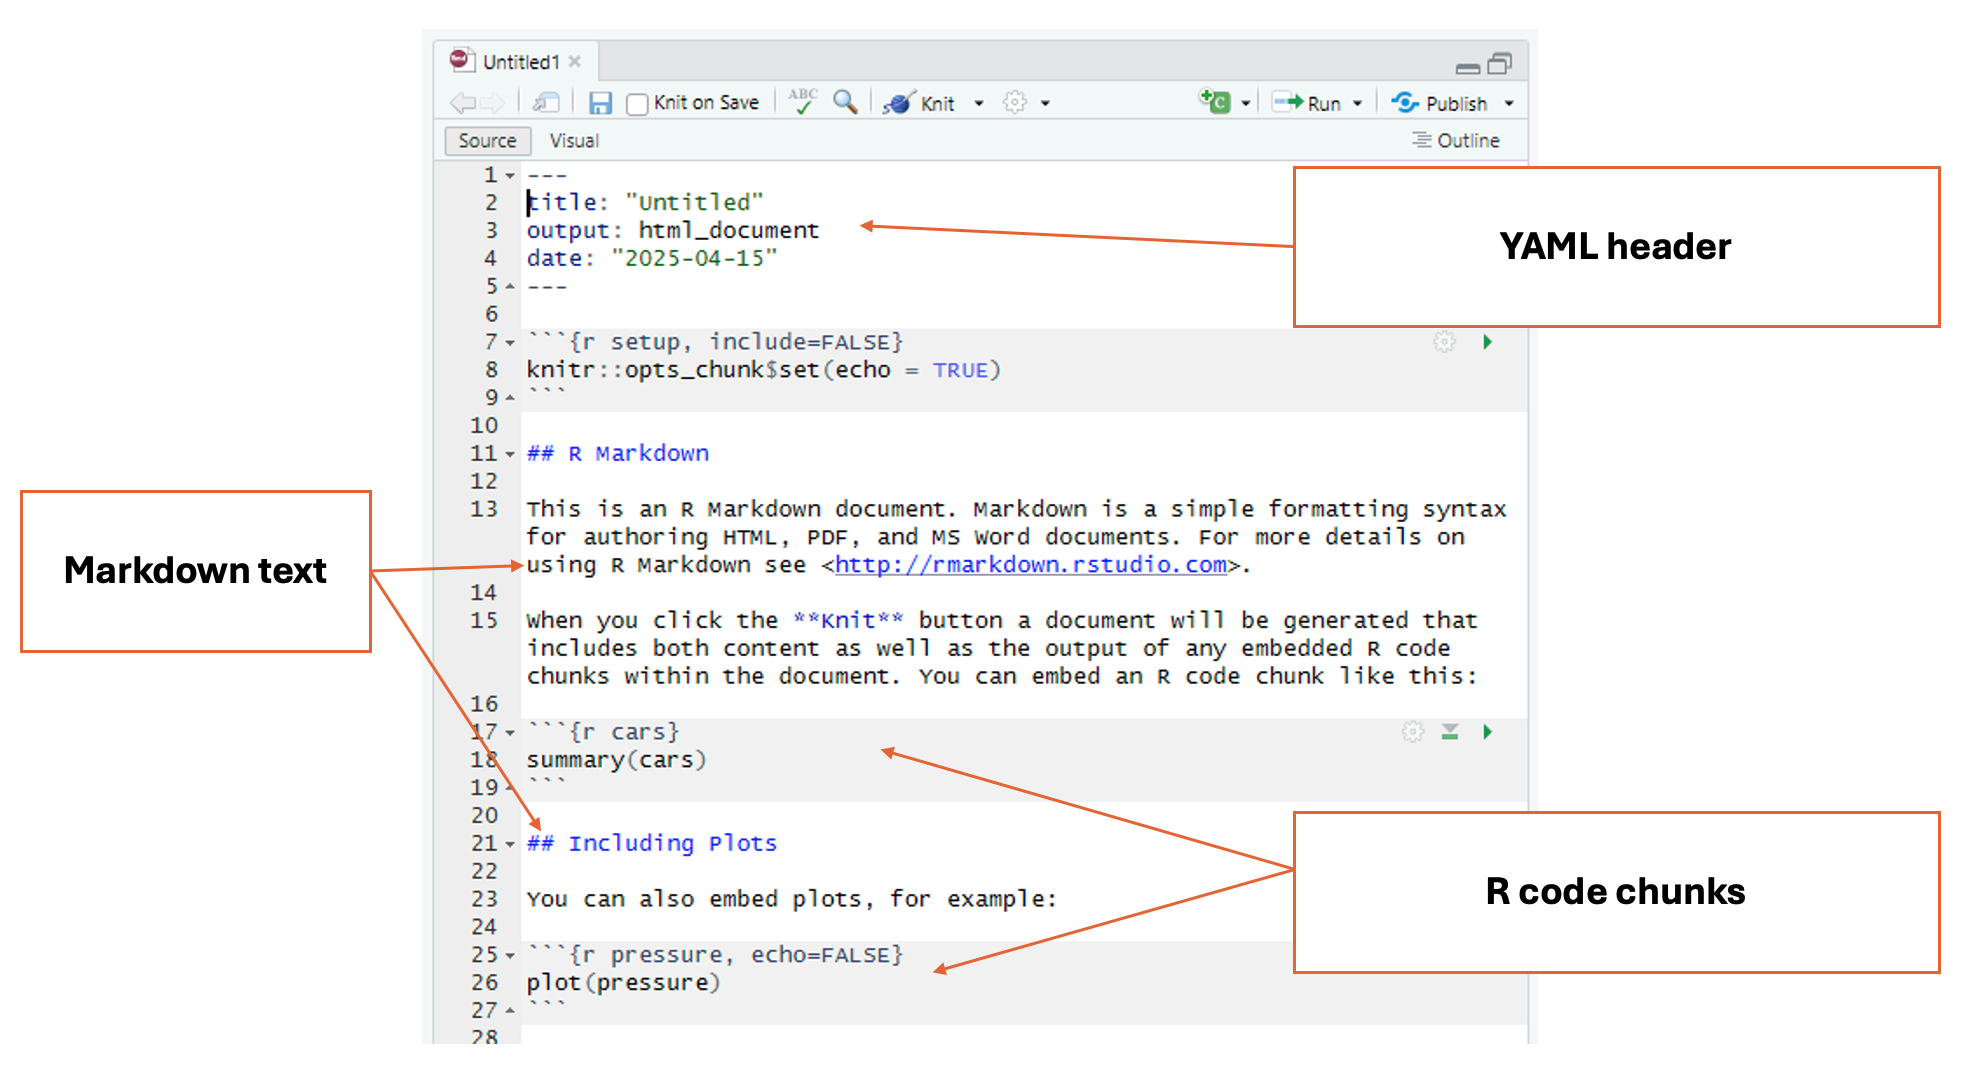 Untitled1
Knit on Save
ABC
Knit
C
Run
Publish
Source
Visual
Outline
1 ---
2 title: "Untitled"
3 output: html_document
4 date: "2025-04-15"
5 ---
6
7 ```{r setup, include=FALSE}
8 knitr::opts_chunk$set(echo = TRUE)
9 ```
10
11 ## R Markdown
12
13 This is an R Markdown document. Markdown is a simple formatting syntax
for authoring HTML, PDF, and MS Word documents. For more details on
using R Markdown see <http://rmarkdown.rstudio.com>.
14
15 When you click the **Knit** button a document will be generated that
includes both content as well as the output of any embedded R code
chunks within the document. You can embed an R code chunk like this:
16
17 ```{r cars}
18 summary(cars)
19 ```
20
21 ## Including Plots
22
23 You can also embed plots, for example:
24
25 ```{r pressure, echo=FALSE}
26 plot(pressure)
27 ```
28
YAML header
Markdown text
R code chunks